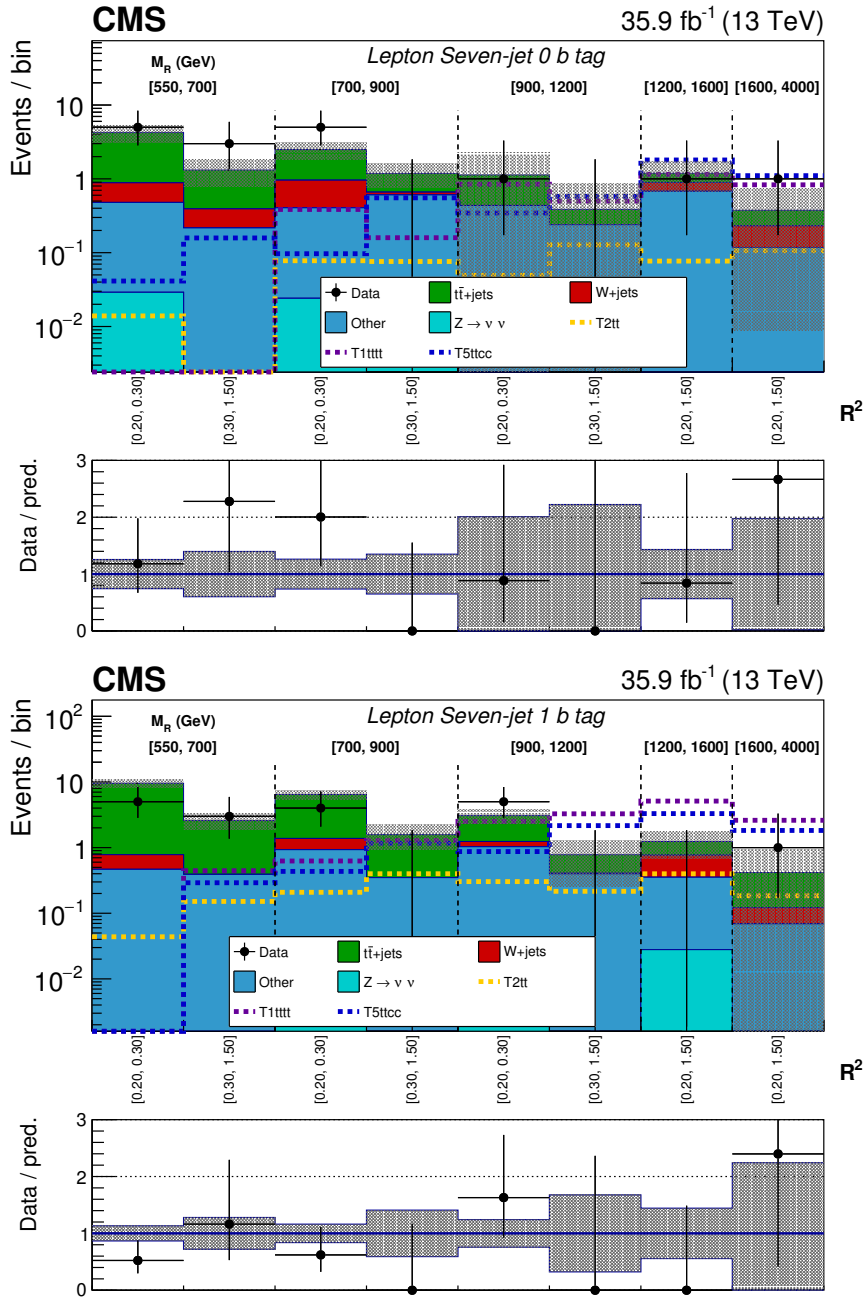 CMS 35.9 fb⁻¹ (13 TeV)
Events / bin
M_R (GeV) Lepton Seven-jet 0 b tag
[550, 700] [700, 900] [900, 1200] [1200, 1600] [1600, 4000]
10
1
10⁻¹
10⁻²
Data tt̄+jets W+jets
Other Z → ν ν T2tt
T1tttt T5ttcc
[0.20, 0.30] [0.30, 1.50] [0.20, 0.30] [0.30, 1.50] [0.20, 0.30] [0.30, 1.50] [0.20, 1.50] [0.20, 1.50]
R²
Data / pred.
3
2
1
0
CMS 35.9 fb⁻¹ (13 TeV)
Events / bin
M_R (GeV) Lepton Seven-jet 1 b tag
[550, 700] [700, 900] [900, 1200] [1200, 1600] [1600, 4000]
10²
10
1
10⁻¹
10⁻²
Data tt̄+jets W+jets
Other Z → ν ν T2tt
T1tttt T5ttcc
[0.20, 0.30] [0.30, 1.50] [0.20, 0.30] [0.30, 1.50] [0.20, 0.30] [0.30, 1.50] [0.20, 1.50] [0.20, 1.50]
R²
Data / pred.
3
2
1
0